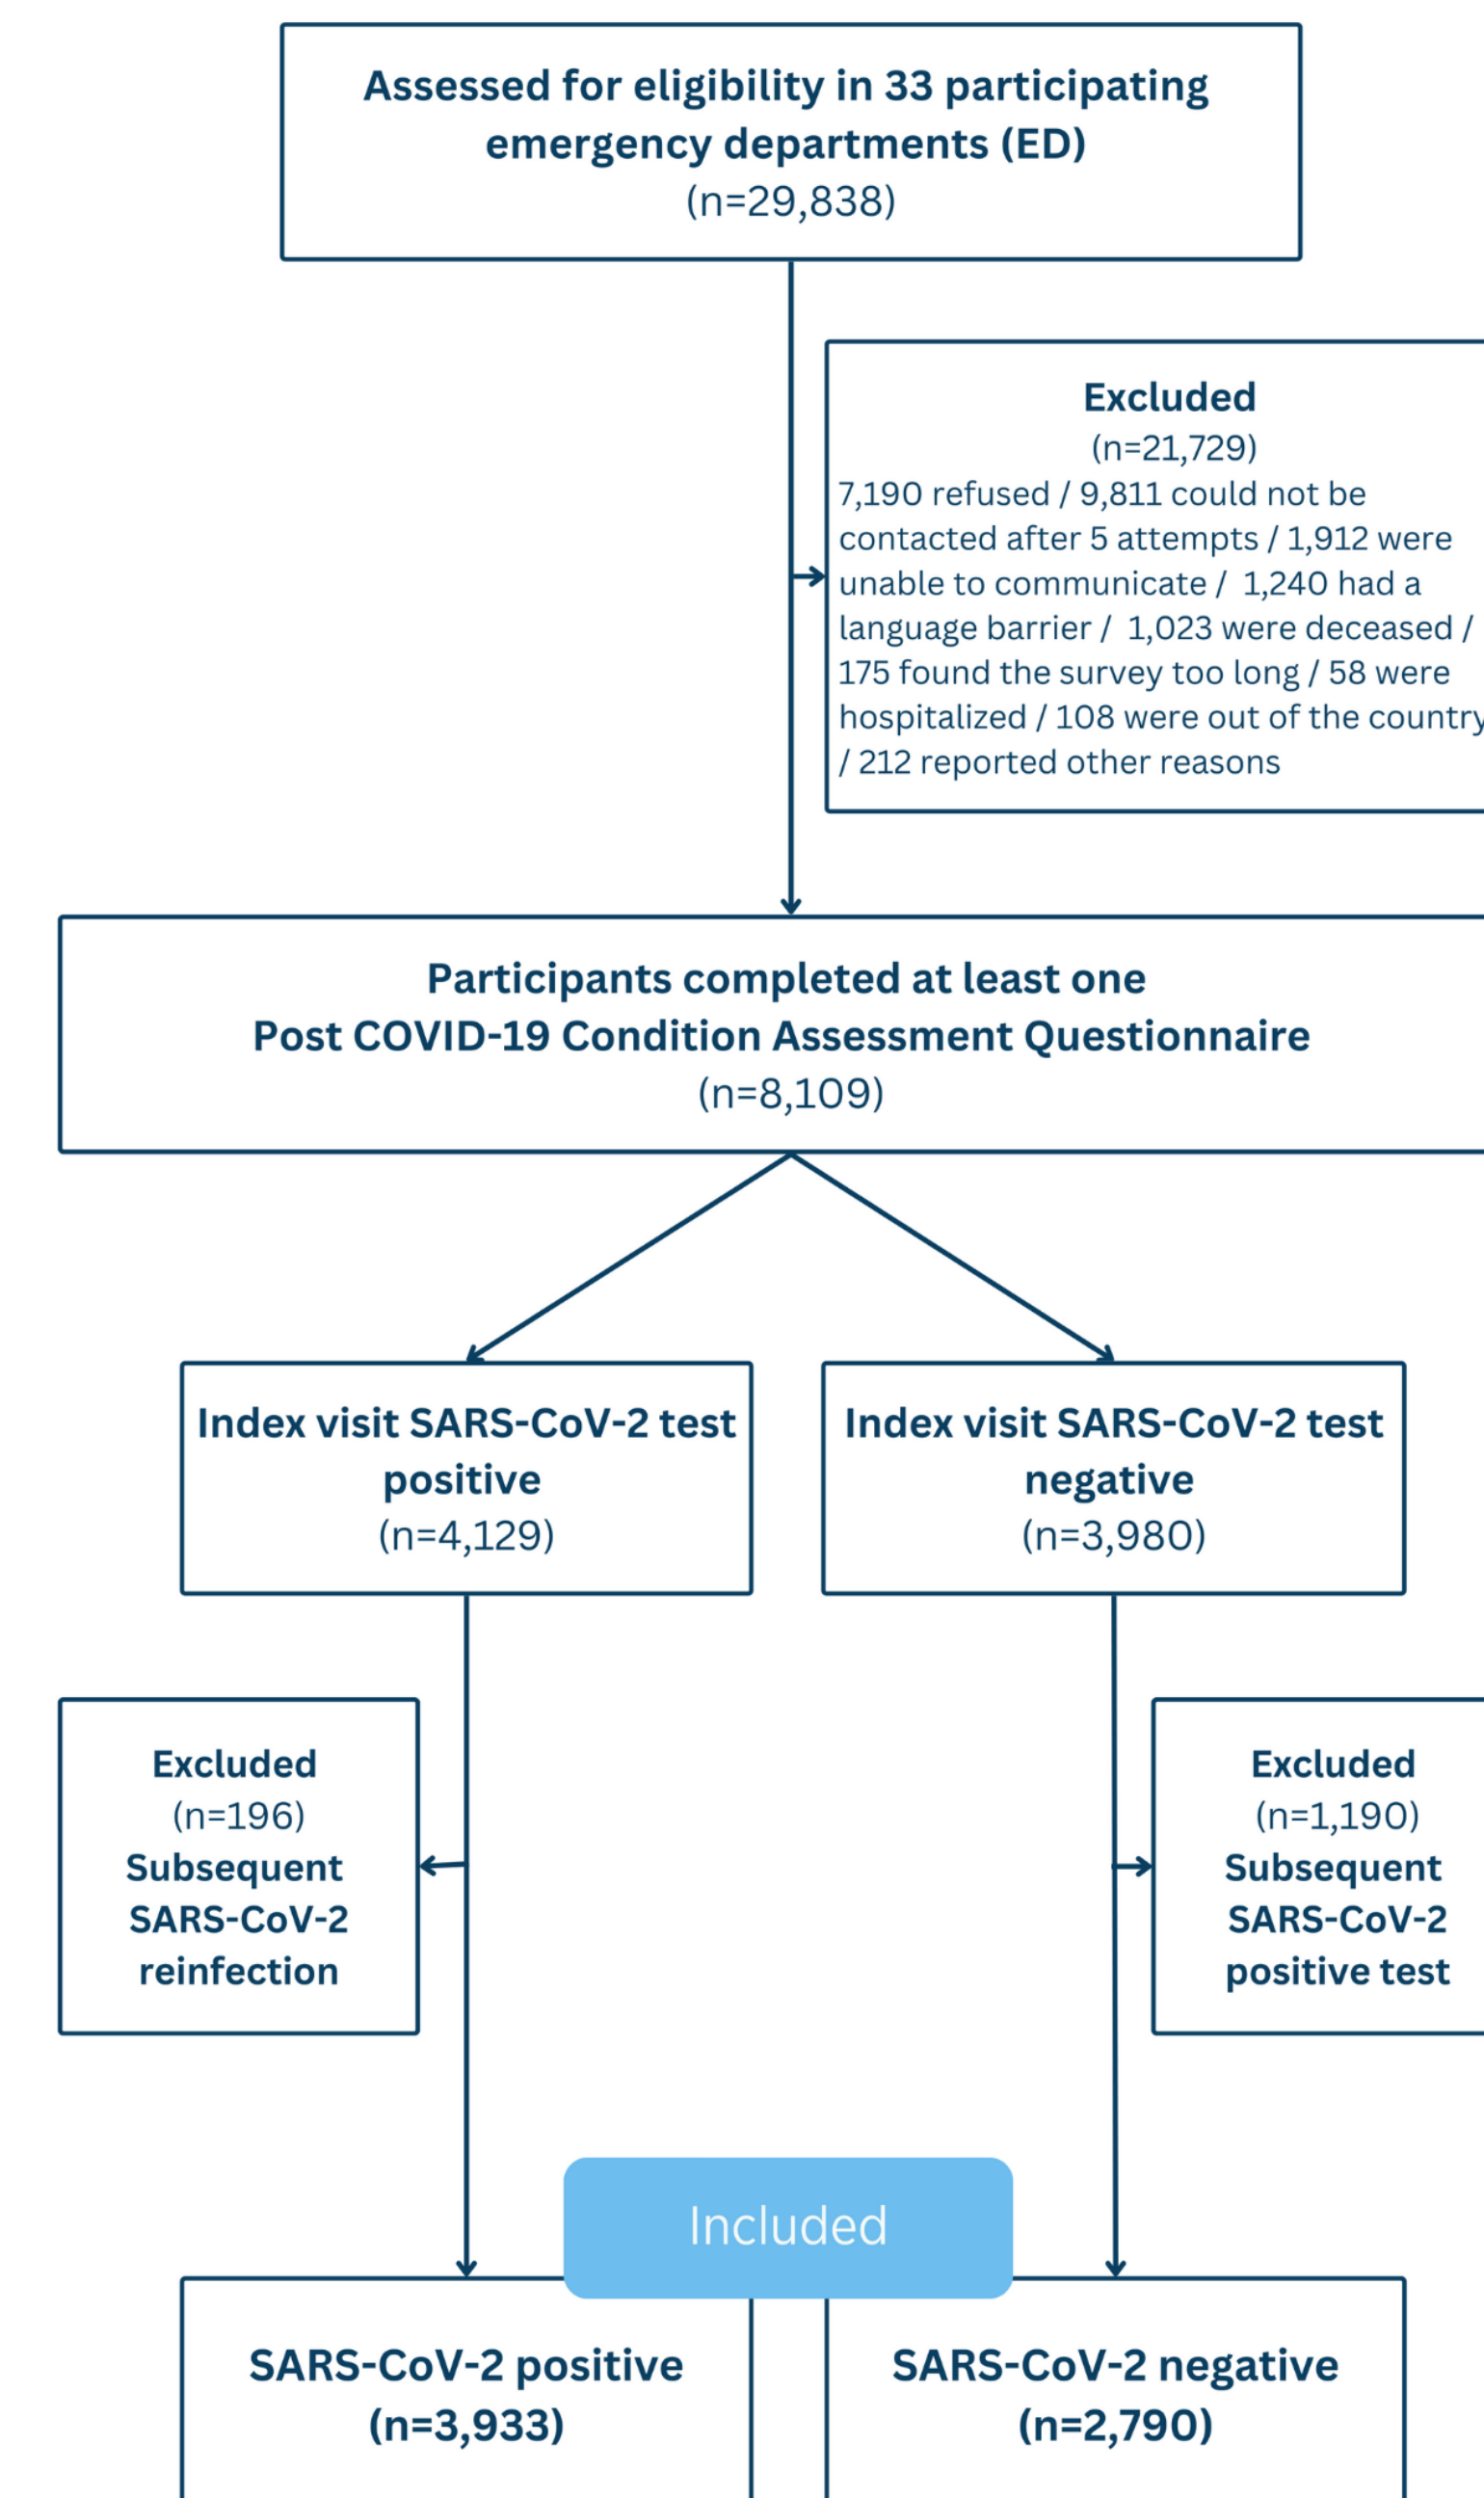 Assessed for eligibility in 33 participating
emergency departments (ED)
(n=29,838)
Excluded
(n=21,729)
7,190 refused / 9,811 could not be
contacted after 5 attempts / 1,912 were
unable to communicate / 1,240 had a
language barrier / 1,023 were deceased /
175 found the survey too long / 58 were
hospitalized / 108 were out of the country
/ 212 reported other reasons
Participants completed at least one
Post COVID-19 Condition Assessment Questionnaire
(n=8,109)
Index visit SARS-CoV-2 test
positive
(n=4,129)
Index visit SARS-CoV-2 test
negative
(n=3,980)
Excluded
(n=196)
Subsequent
SARS-CoV-2
reinfection
Excluded
(n=1,190)
Subsequent
SARS-CoV-2
positive test
Included
SARS-CoV-2 positive
(n=3,933)
SARS-CoV-2 negative
(n=2,790)